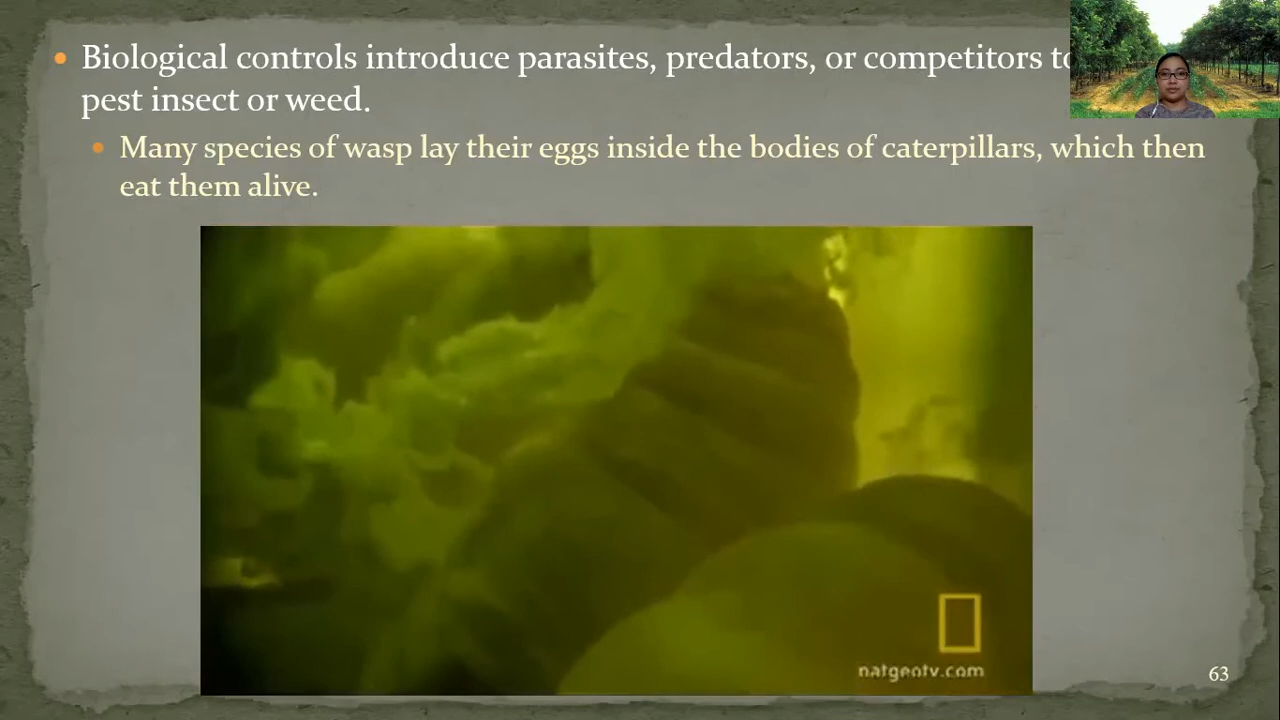 Biological controls introduce parasites, predators, or competitors to
pest insect or weed.
Many species of wasp lay their eggs inside the bodies of caterpillars, which then
eat them alive.
natgeotv.com
63